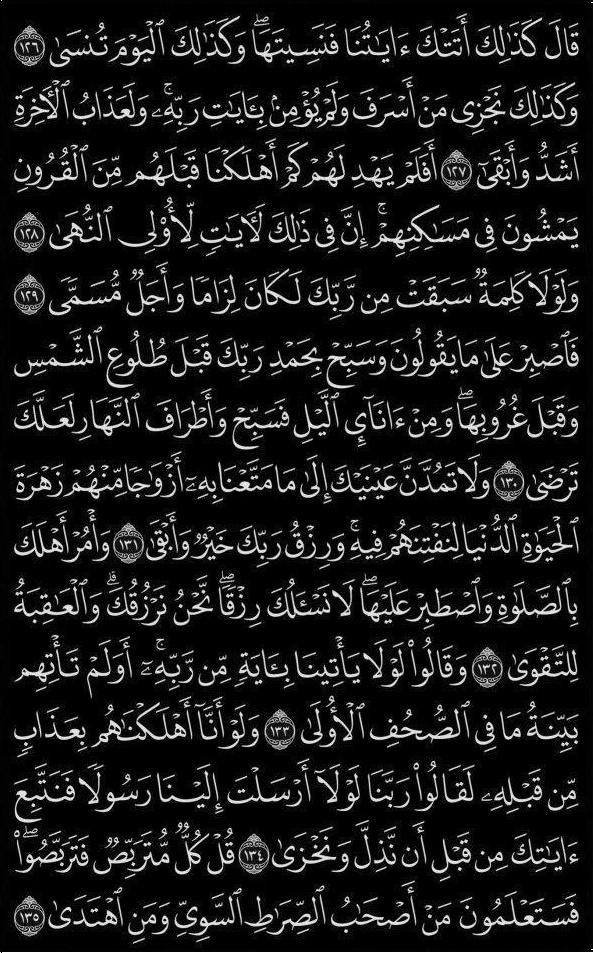 قَالَ كَذَٰلِكَ أَتَتْكَ ءَايَٰتُنَا فَنَسِيتَهَا ۖ وَكَذَٰلِكَ ٱلْيَوْمَ تُنسَىٰ ١٢٦
وَكَذَٰلِكَ نَجْزِى مَنْ أَسْرَفَ وَلَمْ يُؤْمِنۢ بِـَٔايَٰتِ رَبِّهِۦ ۚ وَلَعَذَابُ ٱلْـَٔاخِرَةِ
أَشَدُّ وَأَبْقَىٰٓ ١٢٧ أَفَلَمْ يَهْدِ لَهُمْ كَمْ أَهْلَكْنَا قَبْلَهُم مِّنَ ٱلْقُرُونِ
يَمْشُونَ فِى مَسَٰكِنِهِمْ ۗ إِنَّ فِى ذَٰلِكَ لَـَٔايَٰتٍ لِّأُو۟لِى ٱلنُّهَىٰ ١٢٨
وَلَوْلَا كَلِمَةٌ سَبَقَتْ مِن رَّبِّكَ لَكَانَ لِزَامًا وَأَجَلٌ مُّسَمًّى ١٢٩
فَٱصْبِرْ عَلَىٰ مَا يَقُولُونَ وَسَبِّحْ بِحَمْدِ رَبِّكَ قَبْلَ طُلُوعِ ٱلشَّمْسِ
وَقَبْلَ غُرُوبِهَا ۖ وَمِنْ ءَانَآئِ ٱلَّيْلِ فَسَبِّحْ وَأَطْرَافَ ٱلنَّهَارِ لَعَلَّكَ
تَرْضَىٰ ١٣٠ وَلَا تَمُدَّنَّ عَيْنَيْكَ إِلَىٰ مَا مَتَّعْنَا بِهِۦٓ أَزْوَٰجًا مِّنْهُمْ زَهْرَةَ
ٱلْحَيَوٰةِ ٱلدُّنْيَا لِنَفْتِنَهُمْ فِيهِ ۚ وَرِزْقُ رَبِّكَ خَيْرٌ وَأَبْقَىٰ ١٣١ وَأْمُرْ أَهْلَكَ
بِٱلصَّلَوٰةِ وَٱصْطَبِرْ عَلَيْهَا ۖ لَا نَسْـَٔلُكَ رِزْقًا ۖ نَّحْنُ نَرْزُقُكَ ۗ وَٱلْعَٰقِبَةُ
لِلتَّقْوَىٰ ١٣٢ وَقَالُوا۟ لَوْلَا يَأْتِينَا بِـَٔايَةٍ مِّن رَّبِّهِۦٓ ۚ أَوَلَمْ تَأْتِهِم
بَيِّنَةُ مَا فِى ٱلصُّحُفِ ٱلْأُولَىٰ ١٣٣ وَلَوْ أَنَّآ أَهْلَكْنَٰهُم بِعَذَابٍ
مِّن قَبْلِهِۦ لَقَالُوا۟ رَبَّنَا لَوْلَآ أَرْسَلْتَ إِلَيْنَا رَسُولًا فَنَتَّبِعَ
ءَايَٰتِكَ مِن قَبْلِ أَن نَّذِلَّ وَنَخْزَىٰ ١٣٤ قُلْ كُلٌّ مُّتَرَبِّصٌ فَتَرَبَّصُوا۟ ۖ
فَسَتَعْلَمُونَ مَنْ أَصْحَٰبُ ٱلصِّرَٰطِ ٱلسَّوِىِّ وَمَنِ ٱهْتَدَىٰ ١٣٥